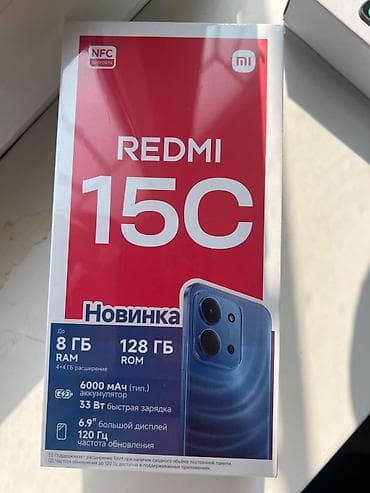 NFC
SUPPORTS
mi
REDMI
15C
Новинка
До
8 ГБ
RAM
4+4 ГБ расширение
128 ГБ
ROM
6000 мАч (тип.)
аккумулятор
33 Вт быстрая зарядка
6.9" большой дисплей
120 Гц
частота обновления